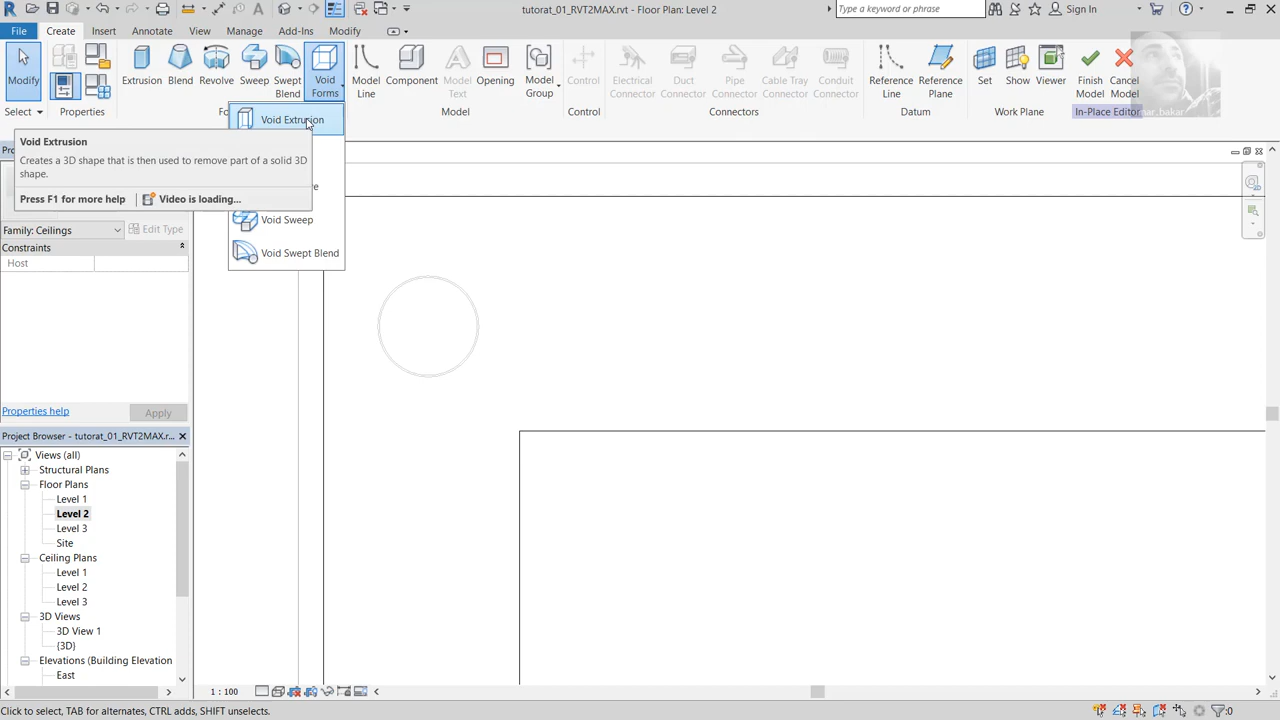 tutorat_01_RVT2MAX.rvt - Floor Plan: Level 2
Type a keyword or phrase
Sign In
File
Create
Insert
Annotate
View
Manage
Add-Ins
Modify
Modify
Extrusion
Blend
Revolve
Sweep
Swept
Blend
Void
Forms
Model
Line
Component
Model
Text
Opening
Model
Group
Control
Electrical
Connector
Duct
Connector
Pipe
Connector
Cable Tray
Connector
Conduit
Connector
Reference
Line
Reference
Plane
Set
Show
Viewer
Finish
Model
Cancel
Model
Select
Properties
Fo
Model
Control
Connectors
Datum
Work Plane
In-Place Editor
Void Extrusion
Void Sweep
Void Swept Blend
Void Extrusion
Creates a 3D shape that is then used to remove part of a solid 3D
shape.
Press F1 for more help
Video is loading...
Family: Ceilings
Edit Type
Constraints
Host
Properties help
Apply
Project Browser - tutorat_01_RVT2MAX.r...
Views (all)
Structural Plans
Floor Plans
Level 1
Level 2
Level 3
Site
Ceiling Plans
Level 1
Level 2
Level 3
3D Views
3D View 1
{3D}
Elevations (Building Elevation
East
1 : 100
Click to select, TAB for alternates, CTRL adds, SHIFT unselects.
:0